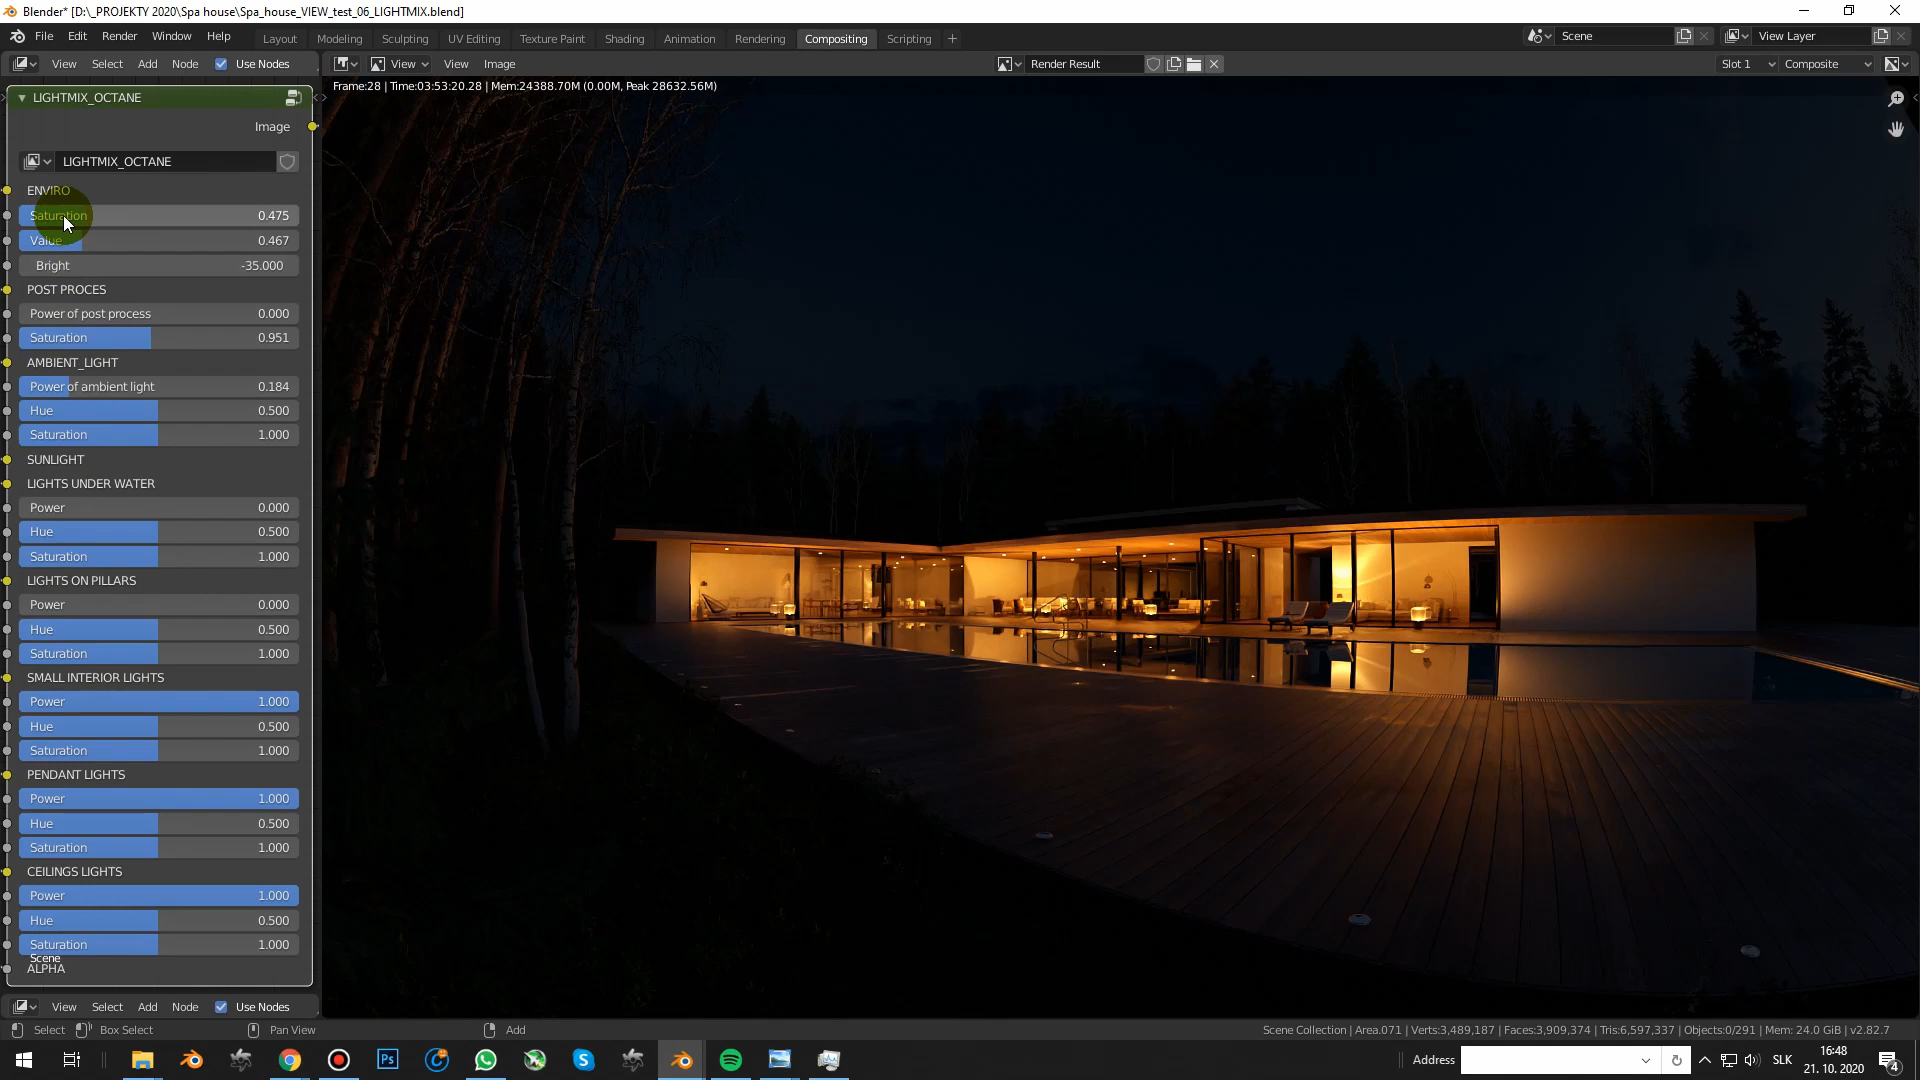 Blender* [D:\_PROJEKTY 2020\Spa house\Spa_house_VIEW_test_06_LIGHTMIX.blend]
File Edit Render Window Help Layout Modeling Sculpting UV Editing Texture Paint Shading Animation Rendering Compositing Scripting Scene View Layer
View Select Add Node Use Nodes View View Image Render Result Slot 1 Composite
Frame:28 | Time:03:53:20.28 | Mem:24388.70M (0.00M, Peak 28632.56M)
LIGHTMIX_OCTANE
Image
LIGHTMIX_OCTANE
ENVIRO
Saturation 0.475
Value 0.467
Bright -35.000
POST PROCES
Power of post process 0.000
Saturation 0.951
AMBIENT_LIGHT
Power of ambient light 0.184
Hue 0.500
Saturation 1.000
SUNLIGHT
LIGHTS UNDER WATER
Power 0.000
Hue 0.500
Saturation 1.000
LIGHTS ON PILLARS
Power 0.000
Hue 0.500
Saturation 1.000
SMALL INTERIOR LIGHTS
Power 1.000
Hue 0.500
Saturation 1.000
PENDANT LIGHTS
Power 1.000
Hue 0.500
Saturation 1.000
CEILINGS LIGHTS
Power 1.000
Hue 0.500
Saturation 1.000
Scene
ALPHA
View Select Add Node Use Nodes
Select Box Select Pan View Add Scene Collection | Area.071 | Verts:3,489,187 | Faces:3,909,374 | Tris:6,597,337 | Objects:0/291 | Mem: 24.0 GiB | v2.82.7
Ps Address SLK 16:48
21. 10. 2020
4